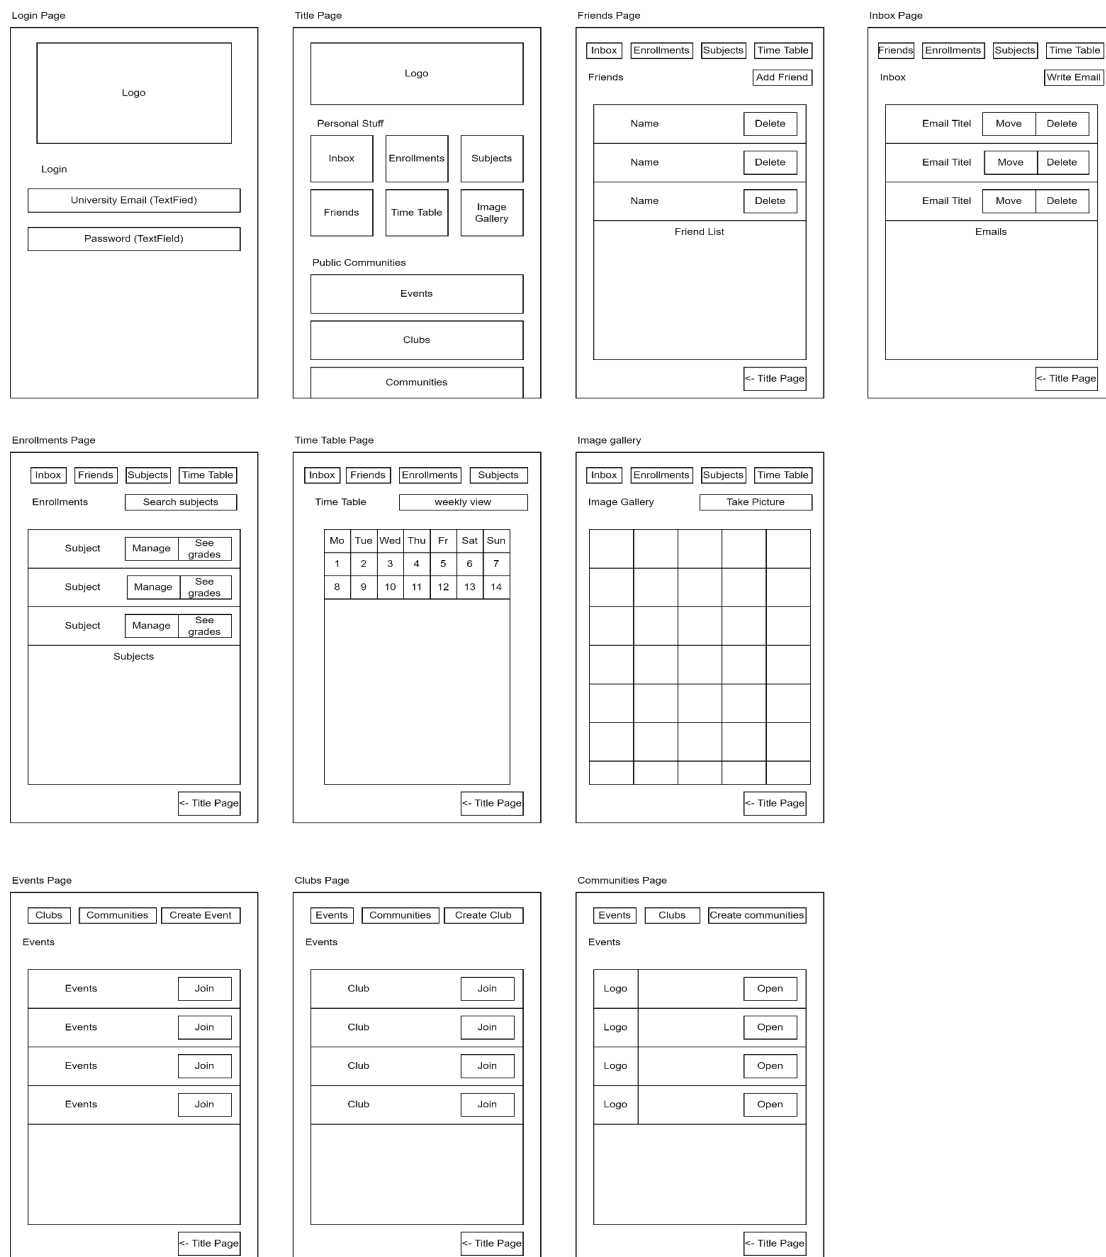 Login Page
Logo
Login
University Email (TextFied)
Password (TextField)
Title Page
Logo
Personal Stuff
Inbox
Enrollments
Subjects
Friends
Time Table
Image
Gallery
Public Communities
Events
Clubs
Communities
Friends Page
Inbox Enrollments Subjects Time Table
Friends Add Friend
Name Delete
Name Delete
Name Delete
Friend List
<- Title Page
Inbox Page
Friends Enrollments Subjects Time Table
Inbox Write Email
Email Titel Move Delete
Email Titel Move Delete
Email Titel Move Delete
Emails
<- Title Page
Enrollments Page
Inbox Friends Subjects Time Table
Enrollments Search subjects
Subject Manage See
grades
Subject Manage See
grades
Subject Manage See
grades
Subjects
<- Title Page
Time Table Page
Inbox Friends Enrollments Subjects
Time Table weekly view
Mo Tue Wed Thu Fr Sat Sun
1 2 3 4 5 6 7
8 9 10 11 12 13 14
<- Title Page
Image gallery
Inbox Enrollments Subjects Time Table
Image Gallery Take Picture
<- Title Page
Events Page
Clubs Communities Create Event
Events
Events Join
Events Join
Events Join
Events Join
<- Title Page
Clubs Page
Events Communities Create Club
Events
Club Join
Club Join
Club Join
Club Join
<- Title Page
Communities Page
Events Clubs Create communities
Events
Logo Open
Logo Open
Logo Open
Logo Open
<- Title Page